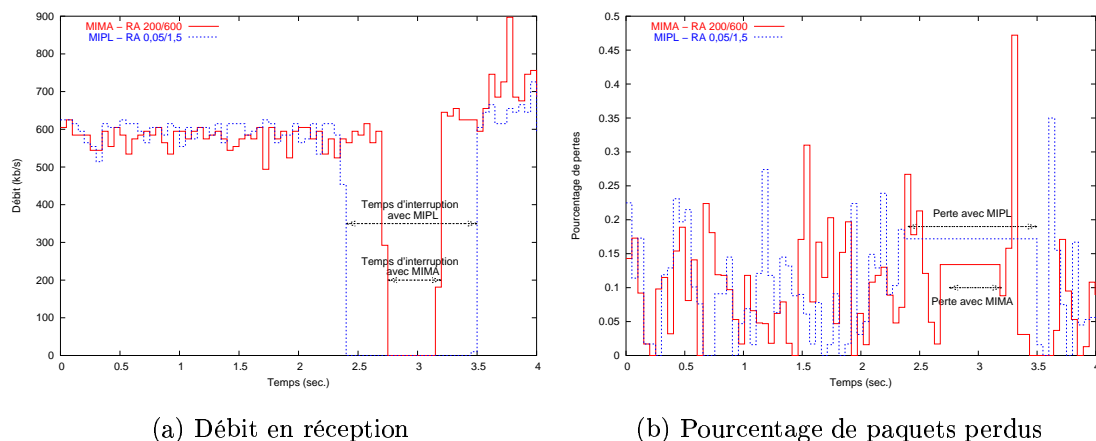 MIMA − RA 200/600
MIPL − RA 0,05/1,5
900
800
700
600
500
400
300
200
100
0
Débit (kb/s)
Temps d'interruption
avec MIPL
Temps d'interruption
avec MIMA
0 0.5 1 1.5 2 2.5 3 3.5 4
Temps (sec.)
(a) Débit en réception
MIMA − RA 200/600
MIPL − RA 0,05/1,5
0.5
0.45
0.4
0.35
0.3
0.25
0.2
0.15
0.1
0.05
0
Pourcentage de pertes
Perte avec MIPL
Perte avec MIMA
0 0.5 1 1.5 2 2.5 3 3.5 4
Temps (sec.)
(b) Pourcentage de paquets perdus